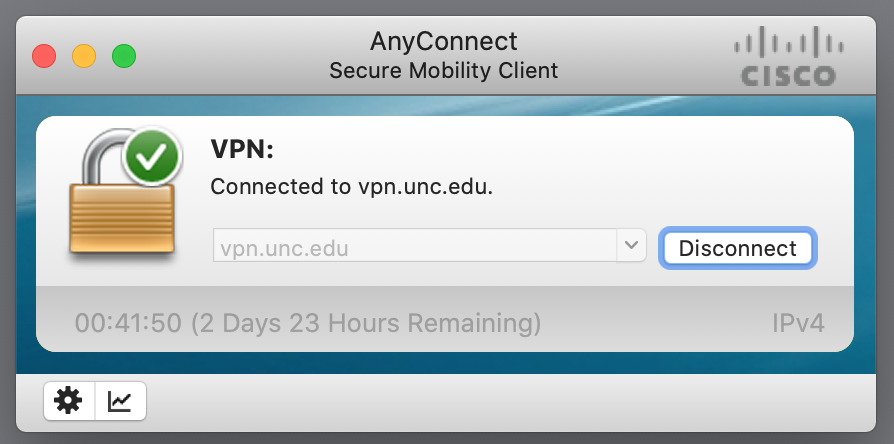 AnyConnect
Secure Mobility Client
CISCO
VPN:
Connected to vpn.unc.edu.
vpn.unc.edu
Disconnect
00:41:50 (2 Days 23 Hours Remaining)
IPv4